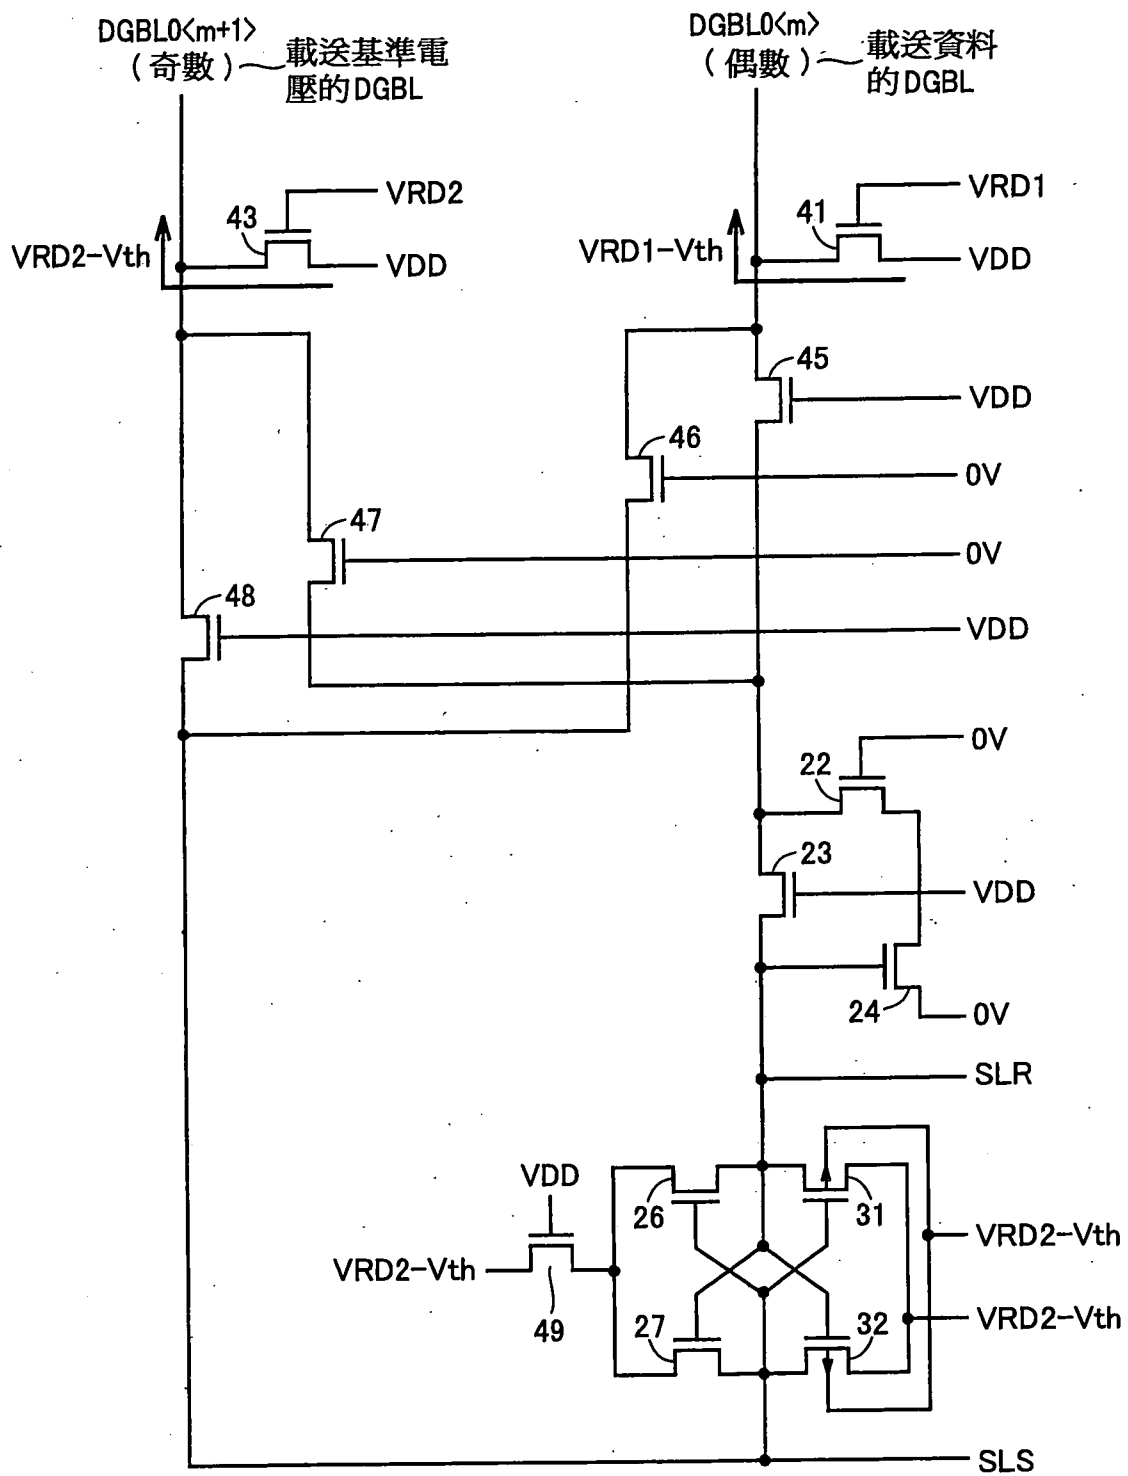 DGBL0<m+1>
(奇數)
載送基準電
壓的DGBL
DGBL0<m>
(偶數)
載送資料
的DGBL
VRD2
43
VRD2-Vth
VDD
VRD1
41
VRD1-Vth
VDD
45
VDD
46
0V
47
0V
48
VDD
0V
22
23
VDD
24
0V
SLR
VDD
26
31
VRD2-Vth
VRD2-Vth
49
27
32
VRD2-Vth
SLS